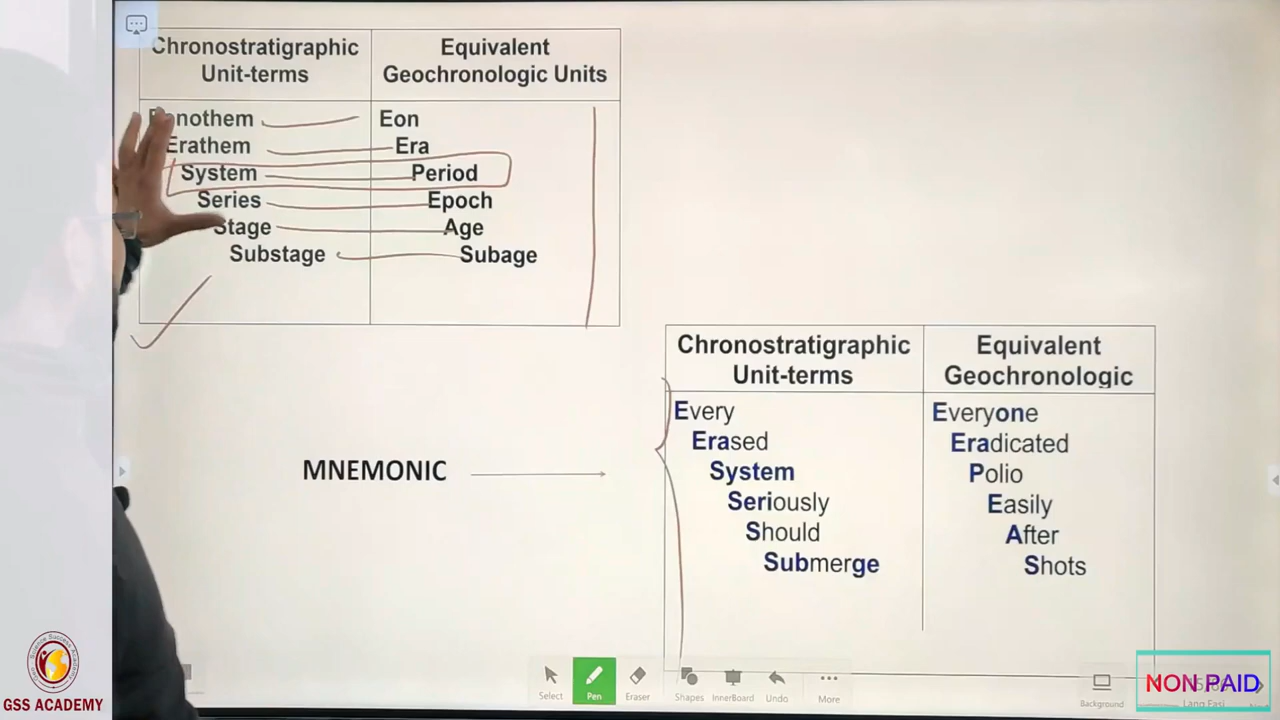 Chronostratigraphic
Unit-terms
Equivalent
Geochronologic Units
Eonothem
Eon
Erathem
Era
System
Period
Series
Epoch
Stage
Age
Substage
Subage
MNEMONIC
Chronostratigraphic
Unit-terms
Equivalent
Geochronologic
Every
Everyone
Erased
Eradicated
System
Polio
Seriously
Easily
Should
After
Submerge
Shots
Select
Pen
Eraser
Shapes
InnerBoard
Undo
More
Background
NON PAID
GSS ACADEMY